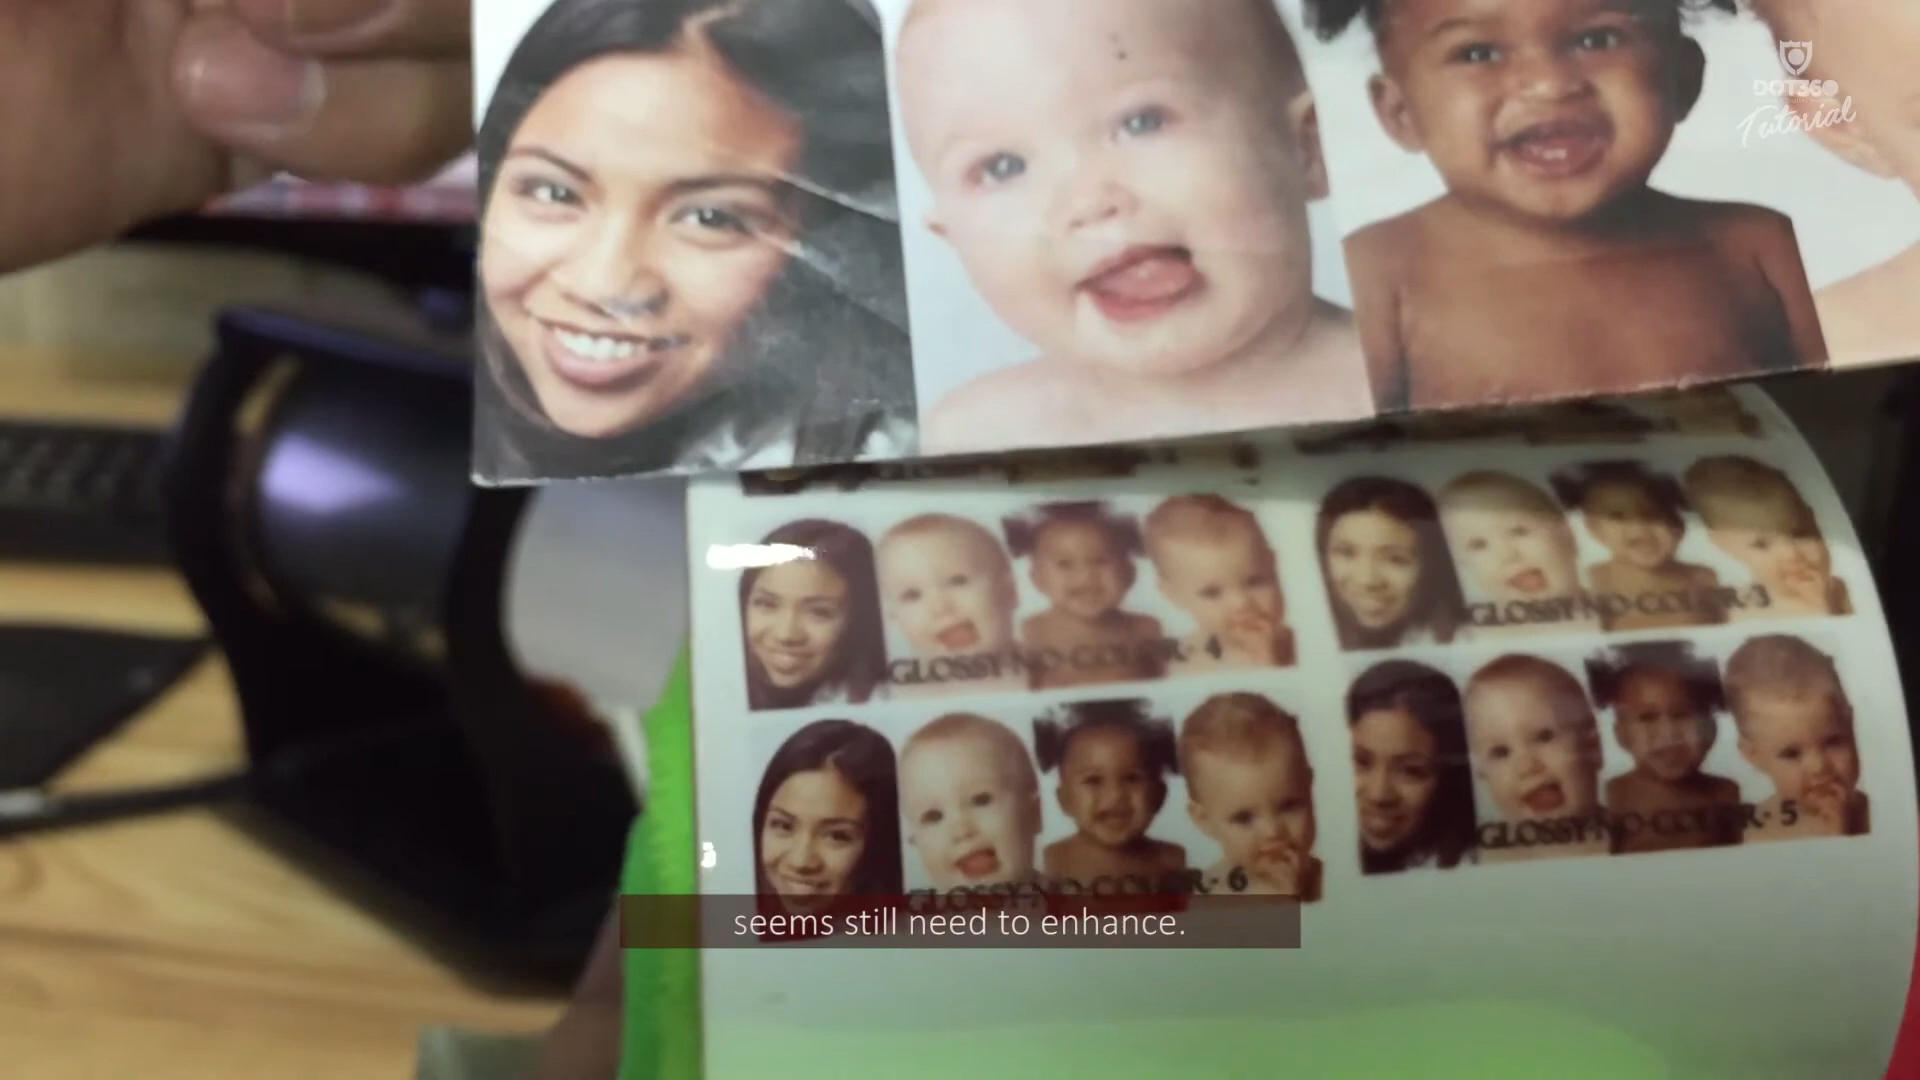 DOT360
Tutorial
GLOSSY-NO-COLOR-3
GLOSSY-NO-COLOR-4
GLOSSY-NO-COLOR-5
GLOSSY-NO-COLOR-6
seems still need to enhance.